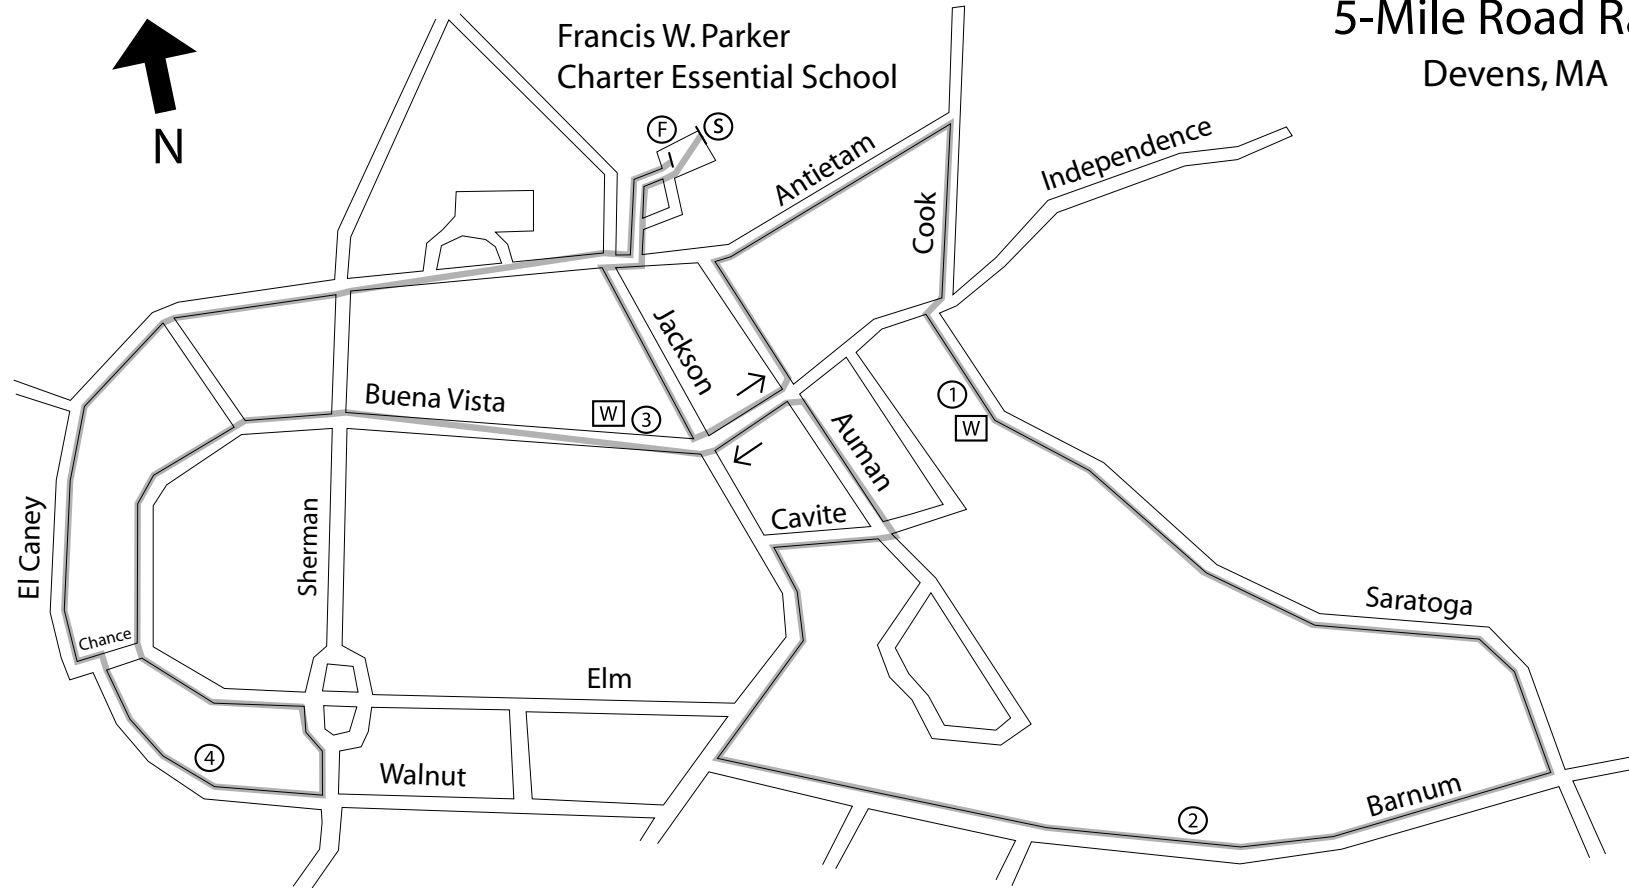 5-Mile Road Ra
Devens, MA
Francis W. Parker
Charter Essential School
N
F
S
Antietam
Independence
Cook
Jackson
Buena Vista
W
3
1
W
Auman
Cavite
El Caney
Sherman
Chance
Saratoga
Elm
4
Walnut
2
Barnum